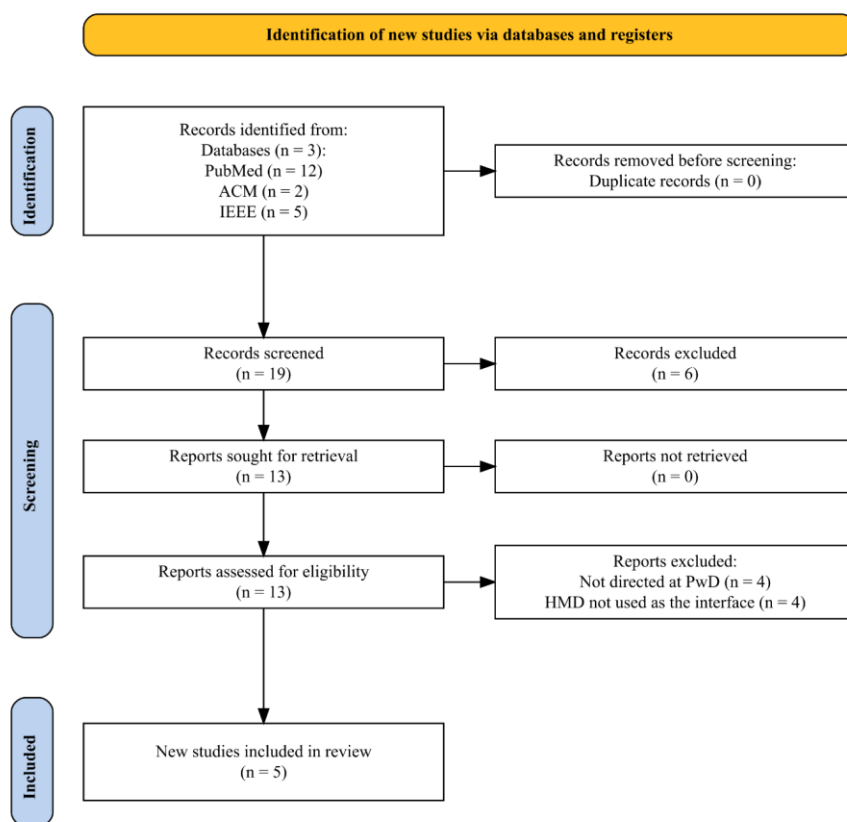 Identification of new studies via databases and registers
Identification
Records identified from:
Databases (n = 3):
PubMed (n = 12)
ACM (n = 2)
IEEE (n = 5)
Records removed before screening:
Duplicate records (n = 0)
Screening
Records screened
(n = 19)
Records excluded
(n = 6)
Reports sought for retrieval
(n = 13)
Reports not retrieved
(n = 0)
Reports assessed for eligibility
(n = 13)
Reports excluded:
Not directed at PwD (n = 4)
HMD not used as the interface (n = 4)
Included
New studies included in review
(n = 5)